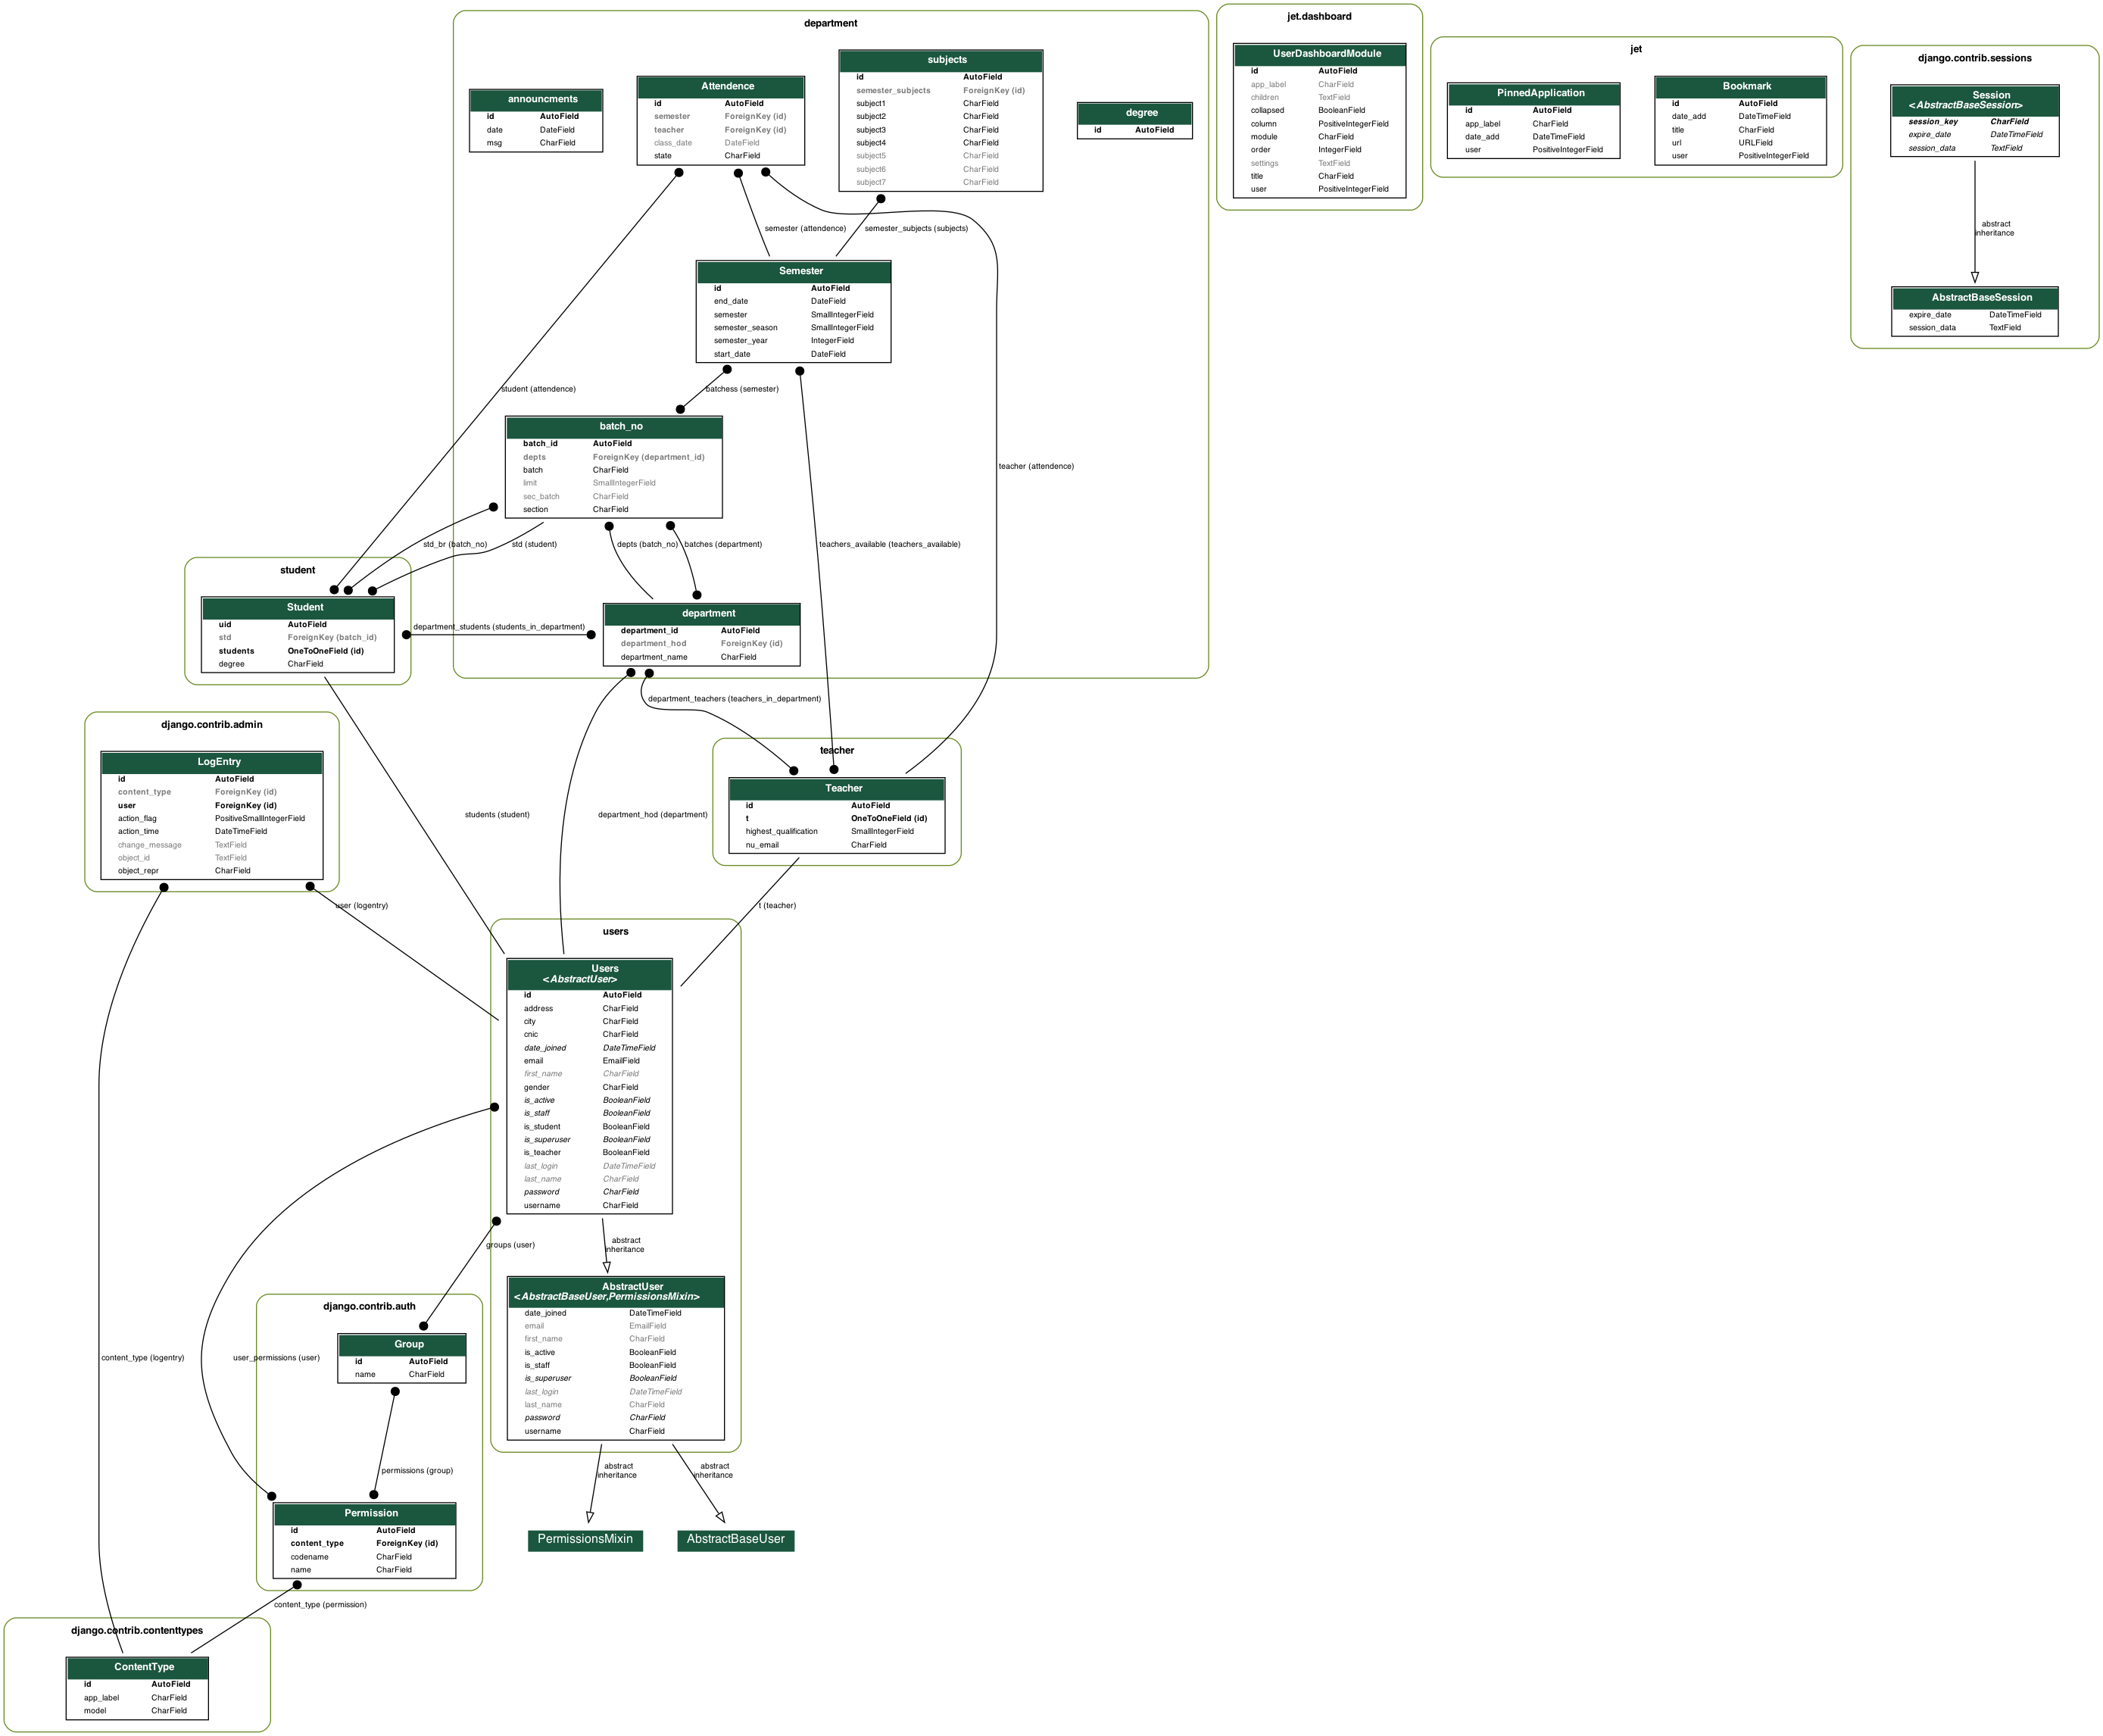 department
announcments
id AutoField
date DateField
msg CharField
Attendence
id AutoField
semester ForeignKey (id)
teacher ForeignKey (id)
class_date DateField
state CharField
subjects
id AutoField
semester_subjects ForeignKey (id)
subject1 CharField
subject2 CharField
subject3 CharField
subject4 CharField
subject5 CharField
subject6 CharField
subject7 CharField
degree
id AutoField
semester (attendence)
semester_subjects (subjects)
Semester
id AutoField
end_date DateField
semester SmallIntegerField
semester_season SmallIntegerField
semester_year IntegerField
start_date DateField
student (attendence)
batchess (semester)
batch_no
batch_id AutoField
depts ForeignKey (department_id)
batch CharField
limit SmallIntegerField
sec_batch CharField
section CharField
teacher (attendence)
std_br (batch_no)
std (student)
depts (batch_no)
batches (department)
teachers_available (teachers_available)
department
department_id AutoField
department_hod ForeignKey (id)
department_name CharField
department_students (students_in_department)
department_teachers (teachers_in_department)
jet.dashboard
UserDashboardModule
id AutoField
app_label CharField
children TextField
collapsed BooleanField
column PositiveIntegerField
module CharField
order IntegerField
settings TextField
title CharField
user PositiveIntegerField
jet
PinnedApplication
id AutoField
app_label CharField
date_add DateTimeField
user PositiveIntegerField
Bookmark
id AutoField
date_add DateTimeField
title CharField
url URLField
user PositiveIntegerField
django.contrib.sessions
Session
<AbstractBaseSession>
session_key CharField
expire_date DateTimeField
session_data TextField
abstract
inheritance
AbstractBaseSession
expire_date DateTimeField
session_data TextField
student
Student
uid AutoField
std ForeignKey (batch_id)
students OneToOneField (id)
degree CharField
django.contrib.admin
LogEntry
id AutoField
content_type ForeignKey (id)
user ForeignKey (id)
action_flag PositiveSmallIntegerField
action_time DateTimeField
change_message TextField
object_id TextField
object_repr CharField
students (student)
department_hod (department)
teacher
Teacher
id AutoField
t OneToOneField (id)
highest_qualification SmallIntegerField
nu_email CharField
user (logentry)
t (teacher)
users
Users
<AbstractUser>
id AutoField
address CharField
city CharField
cnic CharField
date_joined DateTimeField
email EmailField
first_name CharField
gender CharField
is_active BooleanField
is_staff BooleanField
is_student BooleanField
is_superuser BooleanField
is_teacher BooleanField
last_login DateTimeField
last_name CharField
password CharField
username CharField
groups (user)
abstract
inheritance
AbstractUser
<AbstractBaseUser,PermissionsMixin>
date_joined DateTimeField
email EmailField
first_name CharField
is_active BooleanField
is_staff BooleanField
is_superuser BooleanField
last_login DateTimeField
last_name CharField
password CharField
username CharField
abstract
inheritance
abstract
inheritance
PermissionsMixin
AbstractBaseUser
django.contrib.auth
Group
id AutoField
name CharField
content_type (logentry)
user_permissions (user)
permissions (group)
Permission
id AutoField
content_type ForeignKey (id)
codename CharField
name CharField
content_type (permission)
django.contrib.contenttypes
ContentType
id AutoField
app_label CharField
model CharField